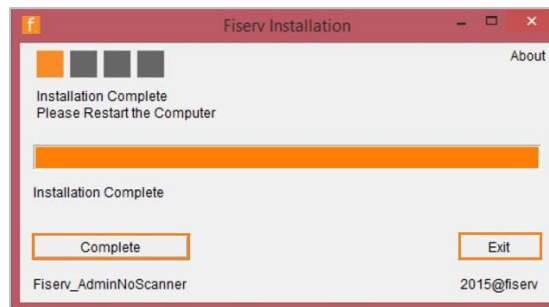 f.
Fiserv Installation
About
Installation Complete
Please Restart the Computer
Installation Complete
Complete
Exit
Fiserv_AdminNoScanner
2015@fiserv